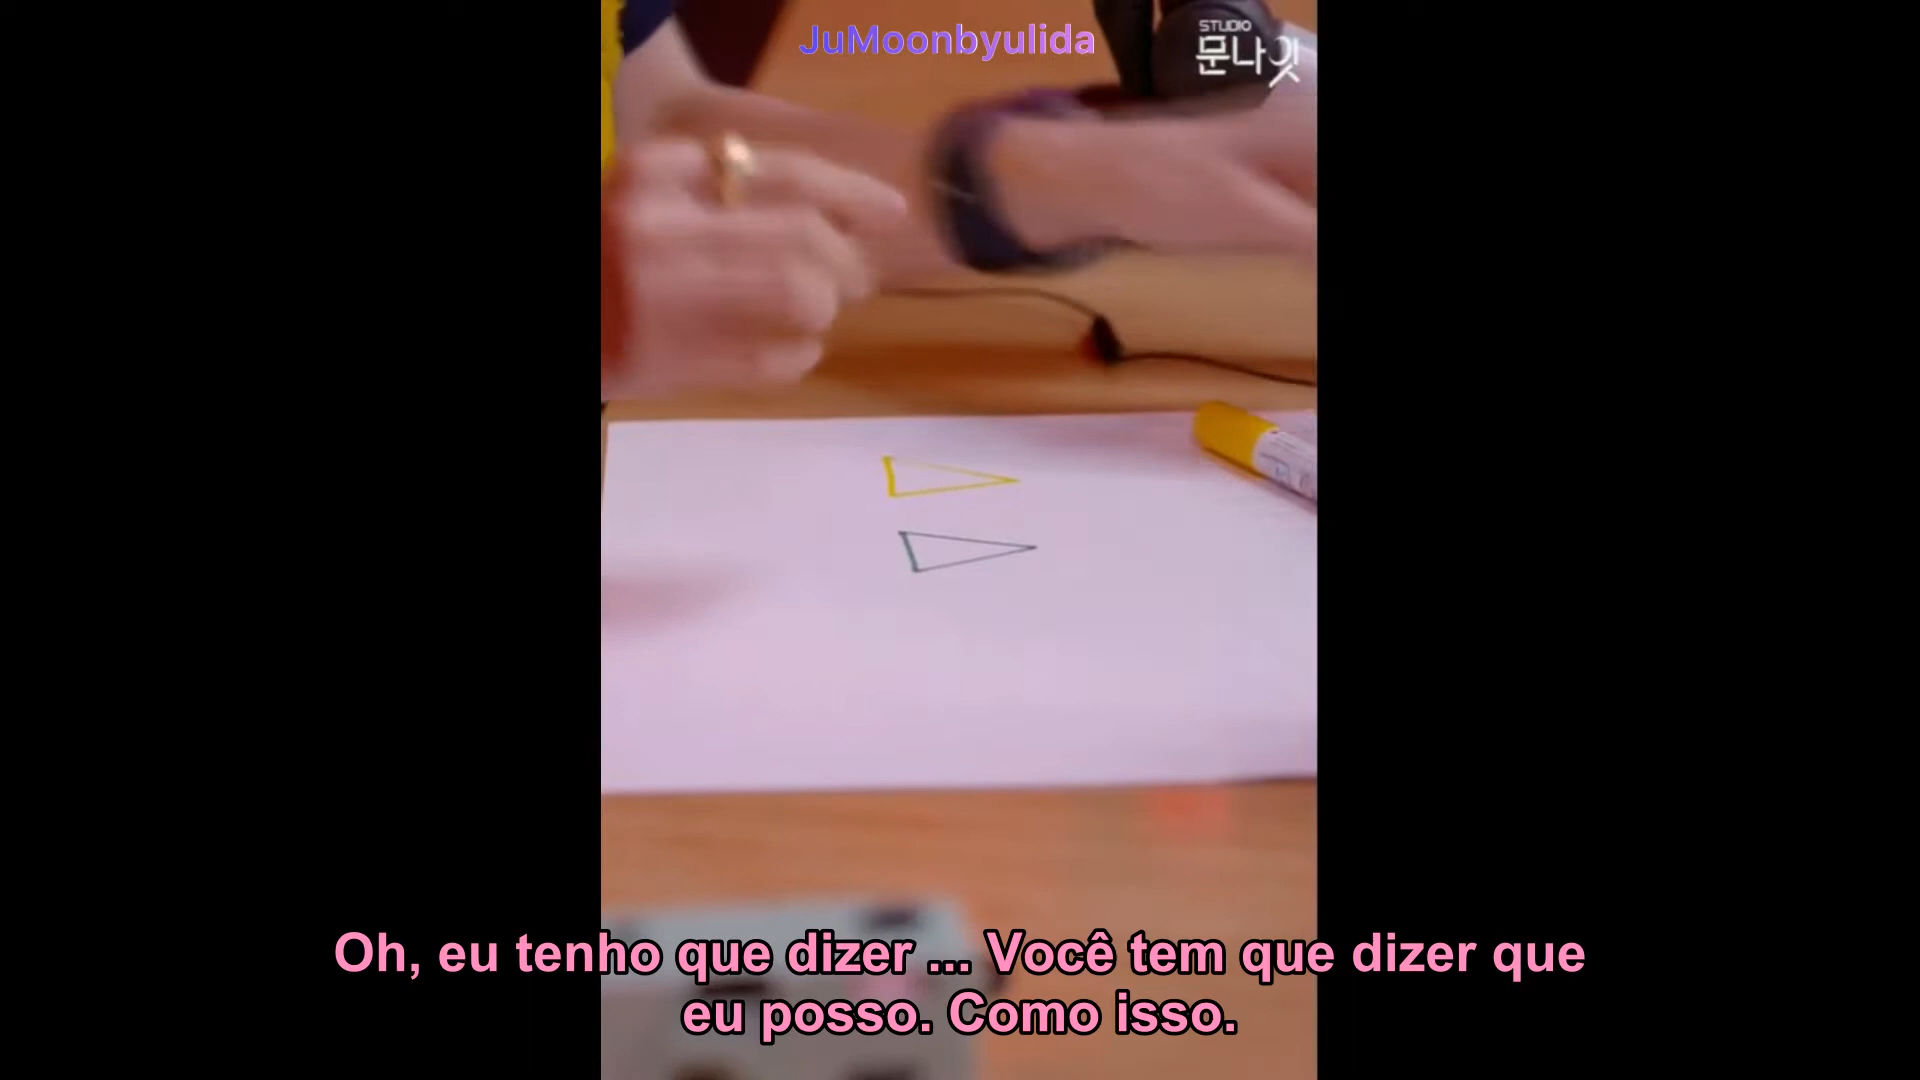 JuMoonbyulida
STUDIO
문나잇
Oh, eu tenho que dizer ... Você tem que dizer que
eu posso. Como isso.